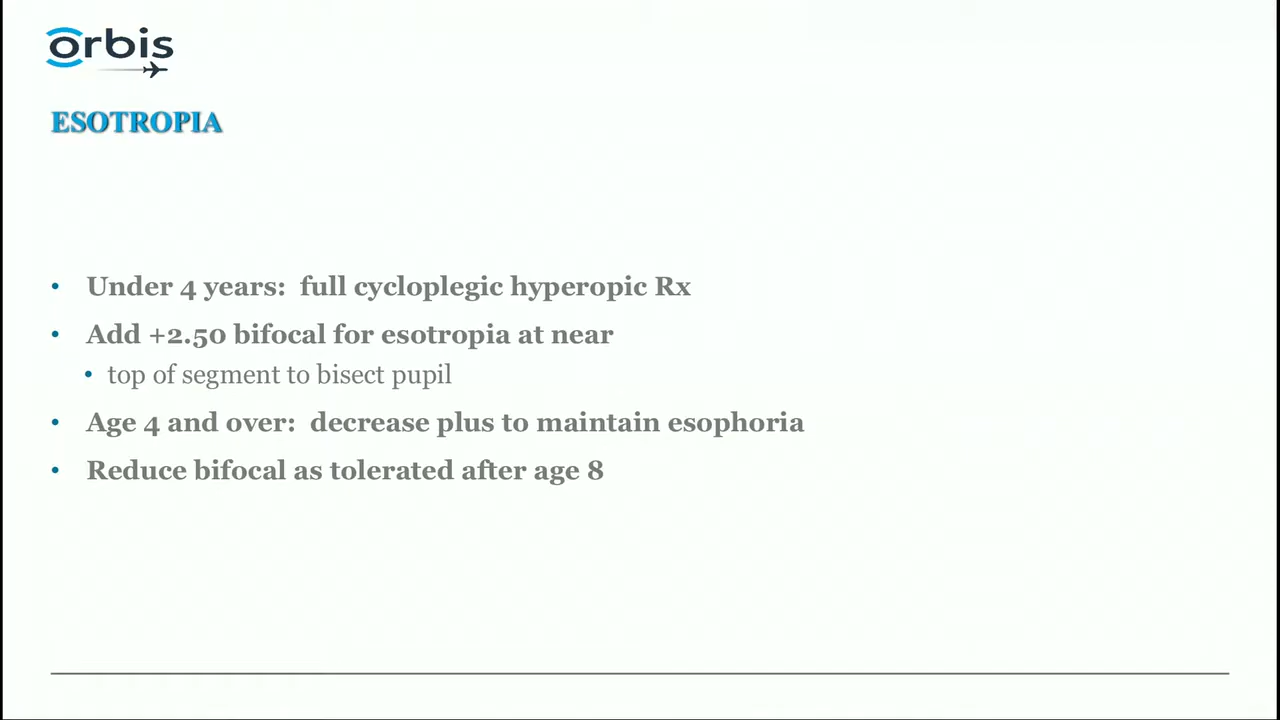 orbis
ESOTROPIA
• Under 4 years:  full cycloplegic hyperopic Rx
• Add +2.50 bifocal for esotropia at near
• top of segment to bisect pupil
• Age 4 and over:  decrease plus to maintain esophoria
• Reduce bifocal as tolerated after age 8